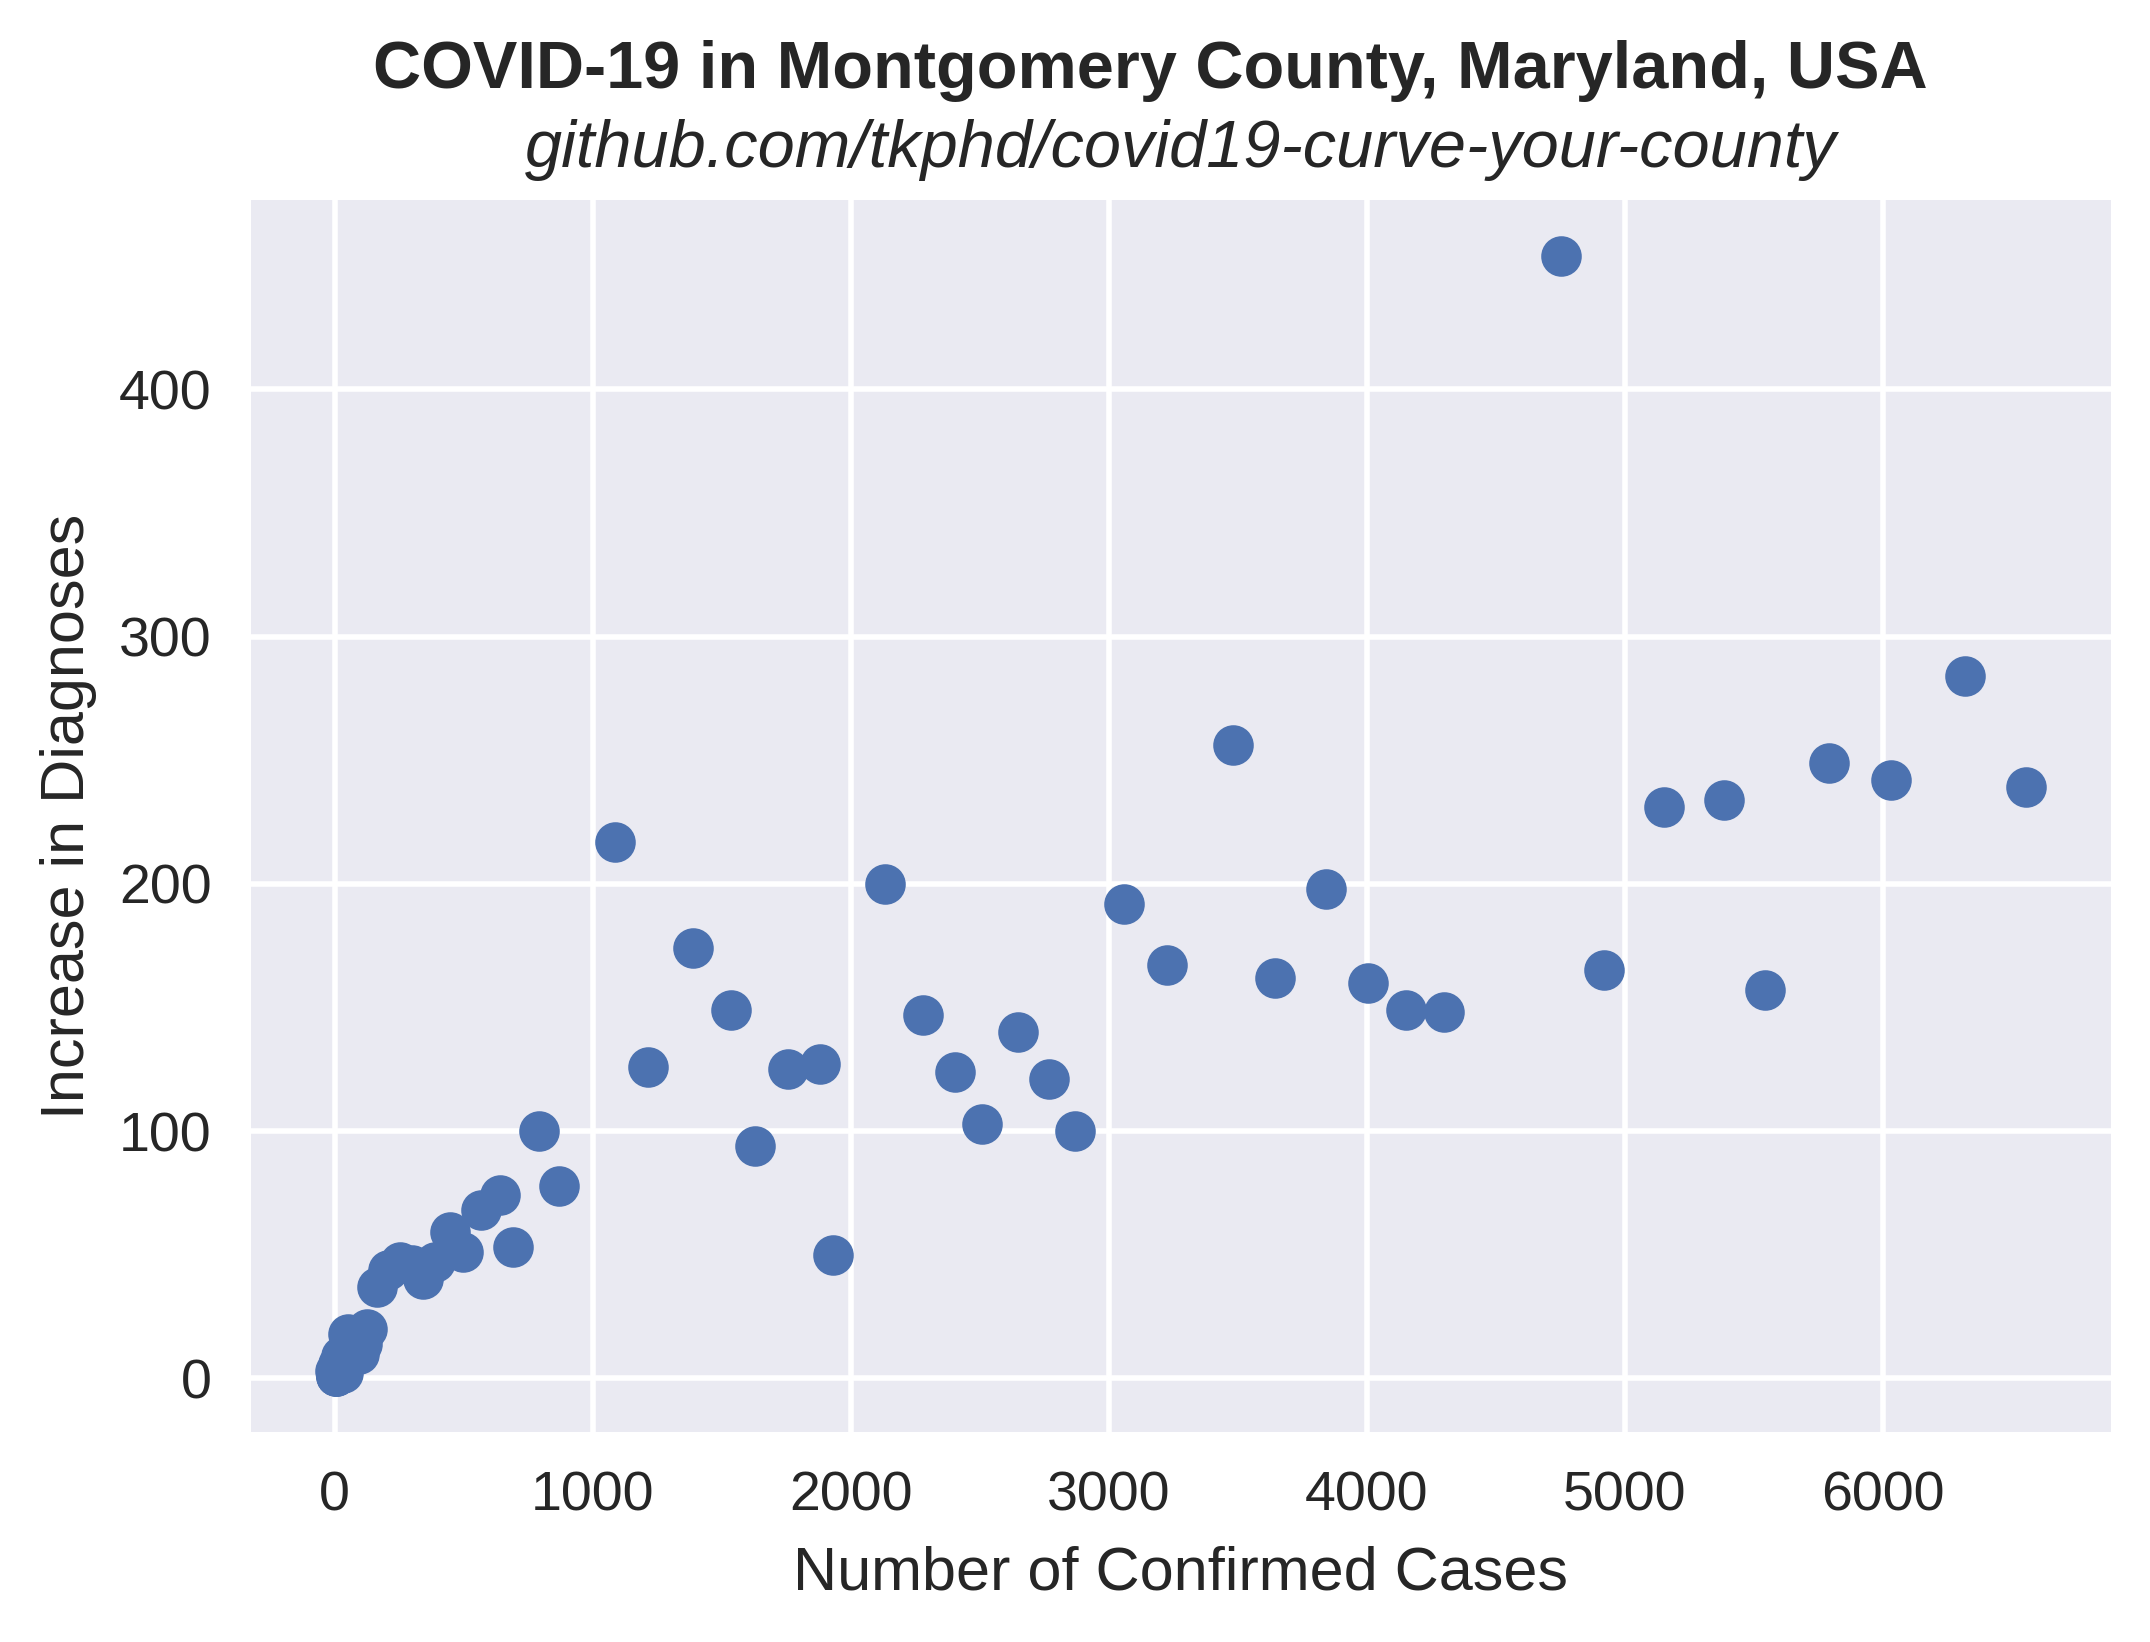 COVID-19 in Montgomery County, Maryland, USA
github.com/tkphd/covid19-curve-your-county
Increase in Diagnoses
400
300
200
100
0
0 1000 2000 3000 4000 5000 6000
Number of Confirmed Cases